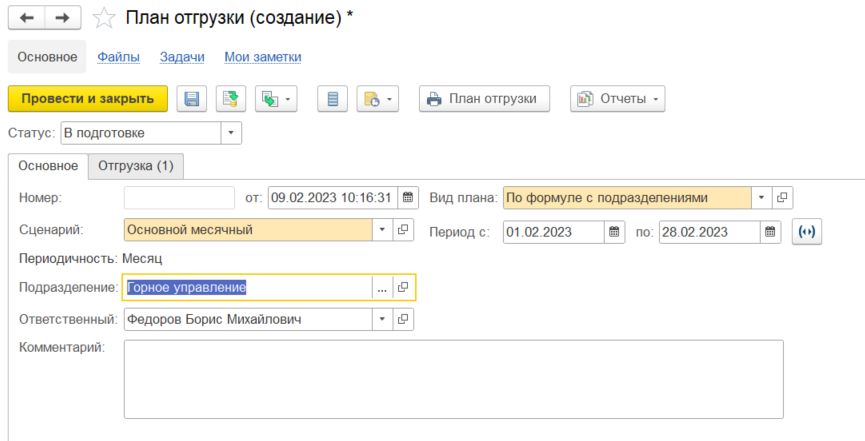 План отгрузки (создание) *
Основное Файлы Задачи Мои заметки
Провести и закрыть План отгрузки Отчеты
Статус: В подготовке
Основное Отгрузка (1)
Номер: от: 09.02.2023 10:16:31 Вид плана: По формуле с подразделениями
Сценарий: Основной месячный Период с: 01.02.2023 по: 28.02.2023
Периодичность: Месяц
Подразделение: Горное управление ...
Ответственный: Федоров Борис Михайлович
Комментарий: